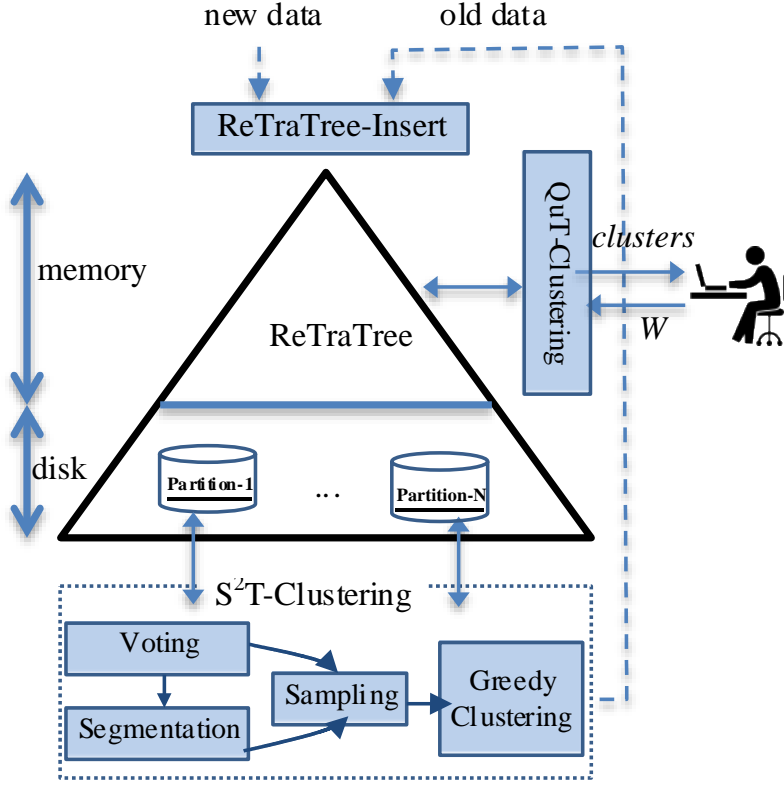 new data
old data
ReTraTree-Insert
QuT-Clustering
clusters
W
memory
ReTraTree
disk
Partition-1
...
Partition-N
S²T-Clustering
Voting
Segmentation
Sampling
Greedy
Clustering